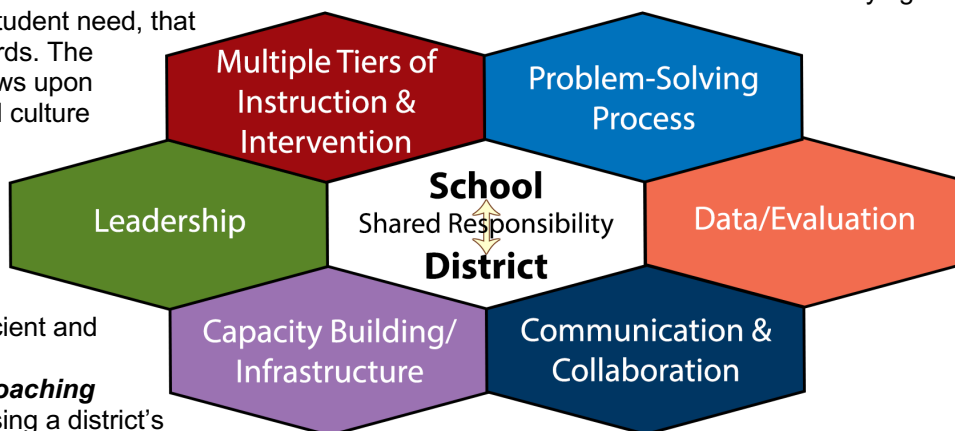 tudent need, that
rds. The
ws upon
culture
Multiple Tiers of
Instruction &
Intervention
Problem-Solving
Process
Leadership
School
Shared Responsibility
District
Data/Evaluation
Capacity Building/
Infrastructure
Communication &
Collaboration
cient and
oaching
sing a district's